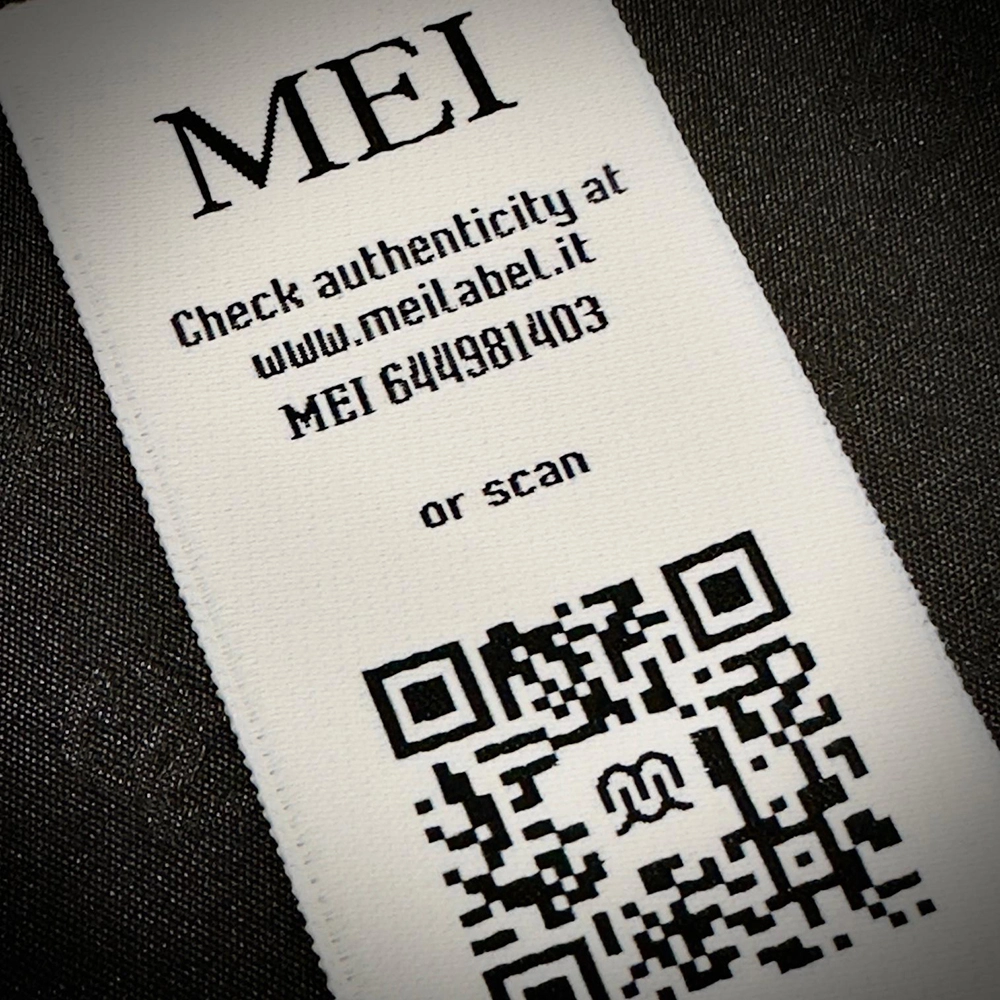 MEI
Check authenticity at
www.meilabel.it
MEI 644981403
or scan